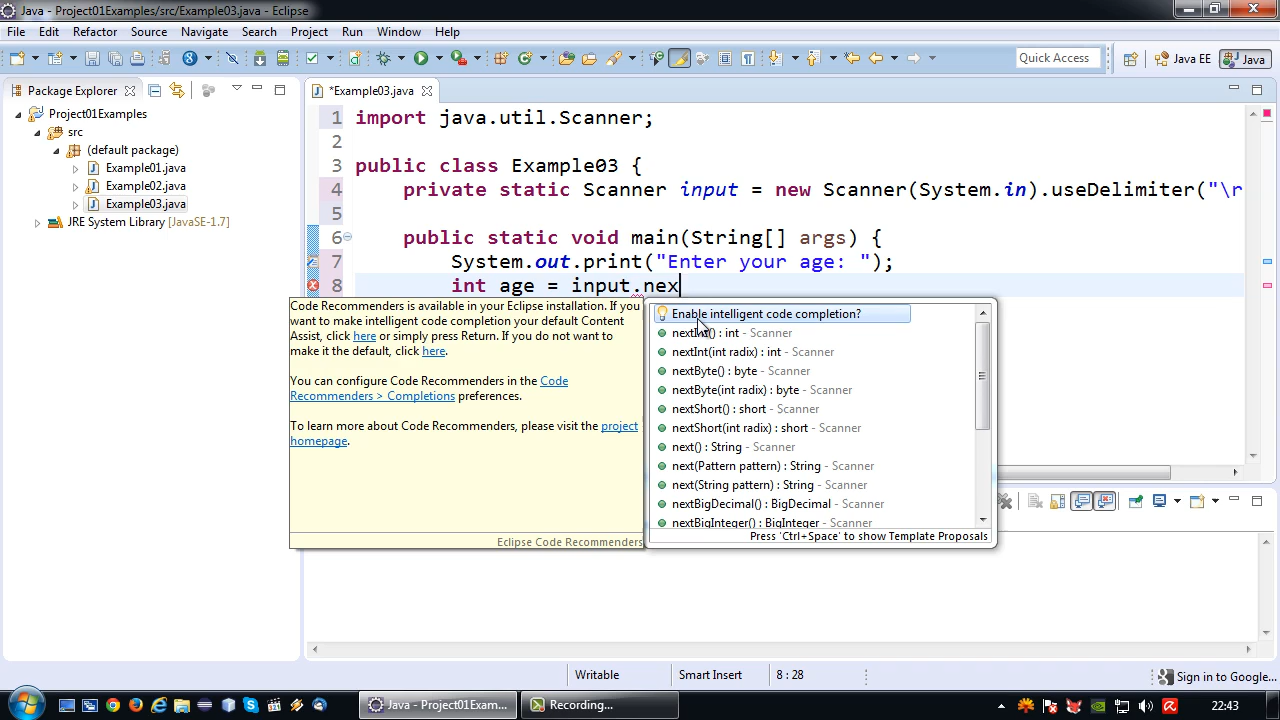 Java - Project01Examples/src/Example03.java - Eclipse
File Edit Refactor Source Navigate Search Project Run Window Help
Quick Access
Java EE
Java
Package Explorer
*Example03.java
Project01Examples
src
(default package)
Example01.java
Example02.java
Example03.java
JRE System Library [JavaSE-1.7]
1 import java.util.Scanner;
2
3 public class Example03 {
4 private static Scanner input = new Scanner(System.in).useDelimiter("\r
5
6 public static void main(String[] args) {
7 System.out.print("Enter your age: ");
8 int age = input.nex
Code Recommenders is available in your Eclipse installation. If you
want to make intelligent code completion your default Content
Assist, click here or simply press Return. If you do not want to
make it the default, click here.
You can configure Code Recommenders in the Code
Recommenders > Completions preferences.
To learn more about Code Recommenders, please visit the project
homepage.
Eclipse Code Recommenders
Enable intelligent code completion?
nextInt() : int - Scanner
nextInt(int radix) : int - Scanner
nextByte() : byte - Scanner
nextByte(int radix) : byte - Scanner
nextShort() : short - Scanner
nextShort(int radix) : short - Scanner
next() : String - Scanner
next(Pattern pattern) : String - Scanner
next(String pattern) : String - Scanner
nextBigDecimal() : BigDecimal - Scanner
nextBigInteger() : BigInteger - Scanner
Press 'Ctrl+Space' to show Template Proposals
Writable
Smart Insert
8 : 28
Sign in to Google...
Java - Project01Exam...
Recording...
22:43